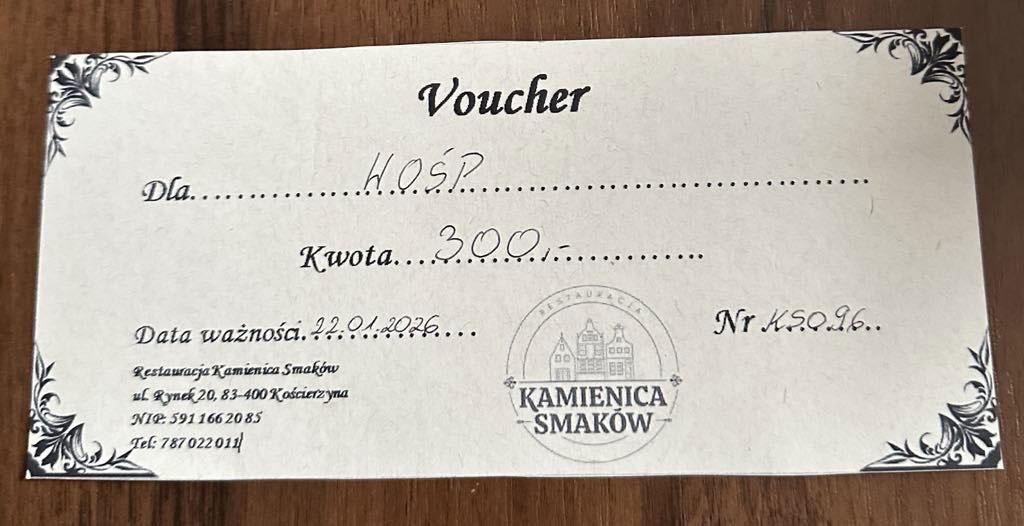 Voucher
Dla......WOŚP......
Kwota....300,-......
Data ważności.22.01.2026....
Nr KS096..
Restauracja Kamienica Smaków
ul. Rynek 20, 83-400 Kościerzyna
NIP: 591 166 20 85
Tel: 787 022 011
RESTAURACJA
KAMIENICA
SMAKÓW